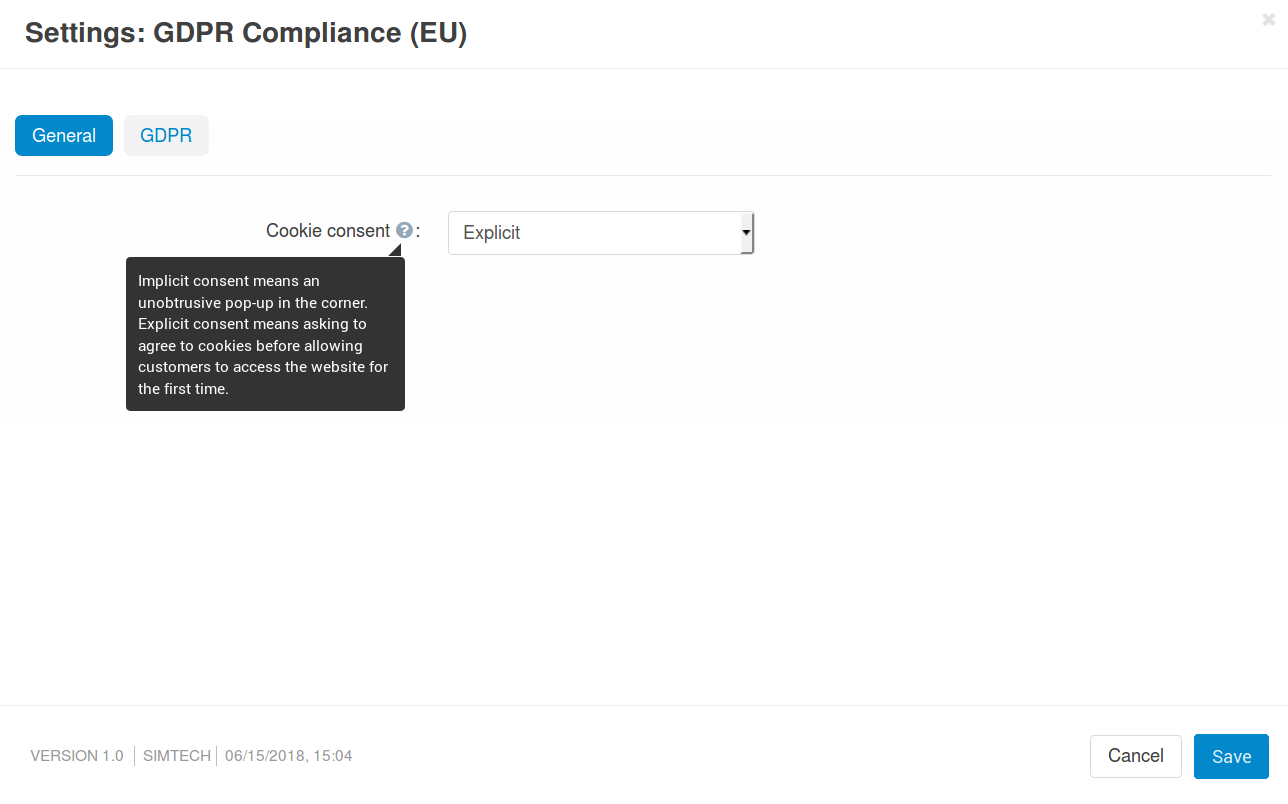 Settings: GDPR Compliance (EU)
General
GDPR
Cookie consent ? :
Explicit
Implicit consent means an
unobtrusive pop-up in the corner.
Explicit consent means asking to
agree to cookies before allowing
customers to access the website for
the first time.
VERSION 1.0 | SIMTECH | 06/15/2018, 15:04
Cancel
Save